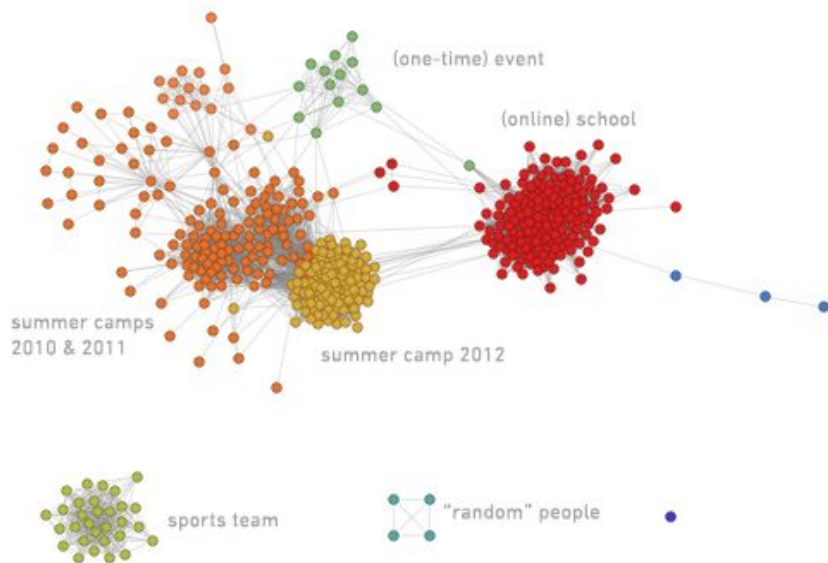 (one-time) event
(online) school
summer camps
2010 & 2011
summer camp 2012
sports team
"random" people